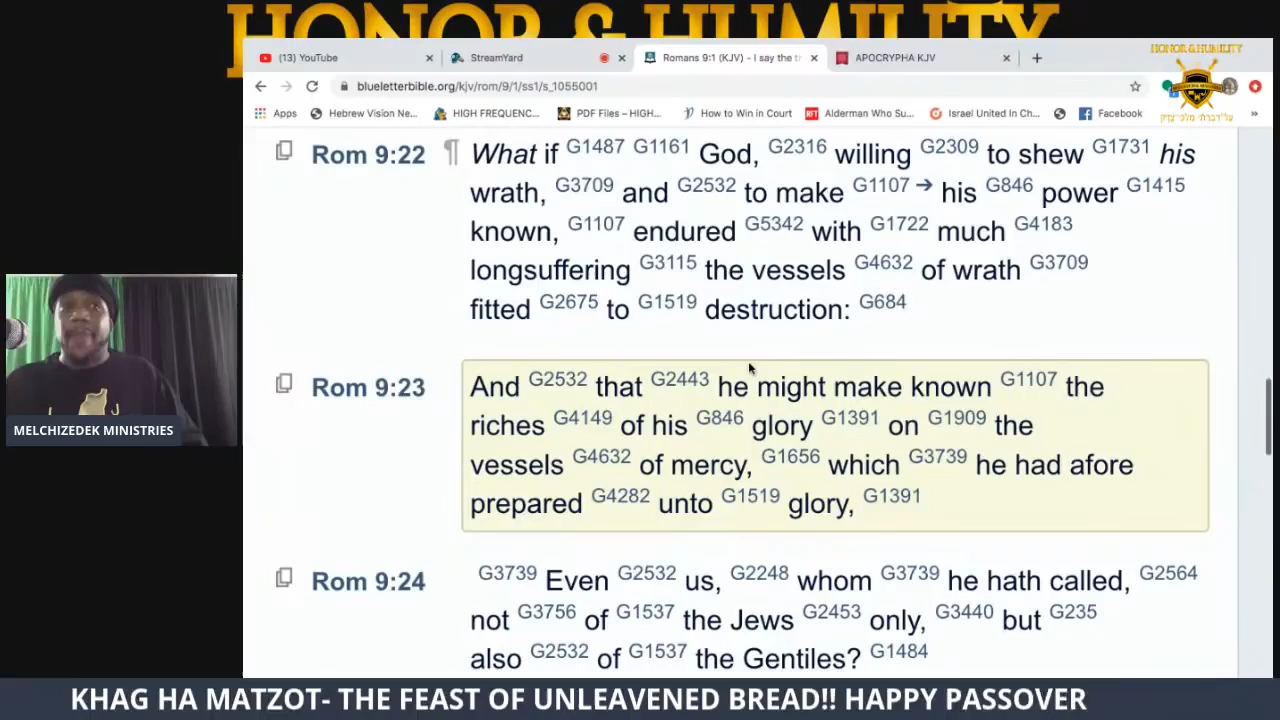 HONOR & HUMILITY
(13) YouTube
StreamYard
Romans 9:1 (KJV) - I say the t
APOCRYPHA KJV
HONOR & HUMILITY
blueletterbible.org/kjv/rom/9/1/ss1/s_1055001
Apps
Hebrew Vision Ne...
HIGH FREQUENC...
PDF Files – HIGH...
How to Win in Court
Alderman Who Su...
Israel United In Ch...
Facebook
Rom 9:22 ¶ What if G1487 G1161 God, G2316 willing G2309 to shew G1731 his
wrath, G3709 and G2532 to make G1107 → his G846 power G1415
known, G1107 endured G5342 with G1722 much G4183
longsuffering G3115 the vessels G4632 of wrath G3709
fitted G2675 to G1519 destruction: G684
Rom 9:23 And G2532 that G2443 he might make known G1107 the
riches G4149 of his G846 glory G1391 on G1909 the
vessels G4632 of mercy, G1656 which G3739 he had afore
prepared G4282 unto G1519 glory, G1391
Rom 9:24 G3739 Even G2532 us, G2248 whom G3739 he hath called, G2564
not G3756 of G1537 the Jews G2453 only, G3440 but G235
also G2532 of G1537 the Gentiles? G1484
J
MELCHIZEDEK MINISTRIES
KHAG HA MATZOT- THE FEAST OF UNLEAVENED BREAD!! HAPPY PASSOVER